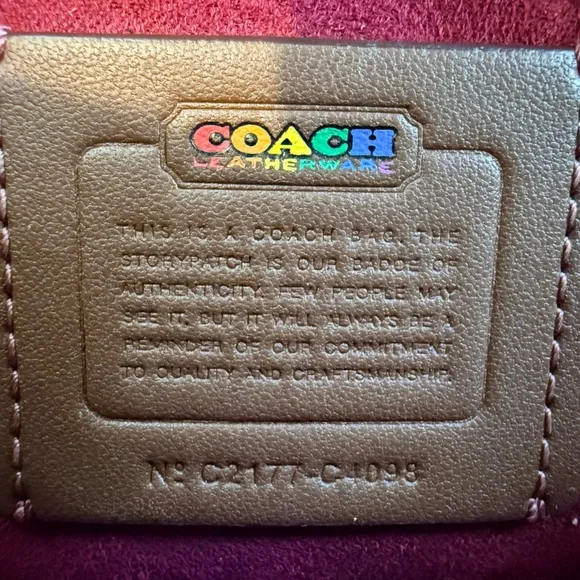 COACH
LEATHERWARE
THIS IS A COACH BAG. THE
STORYPATCH IS OUR BADGE OF
AUTHENTICITY. FEW PEOPLE MAY
SEE IT, BUT IT WILL ALWAYS BE A
REMINDER OF OUR COMMITMENT
TO QUALITY AND CRAFTSMANSHIP.
Nº C2177-C4098